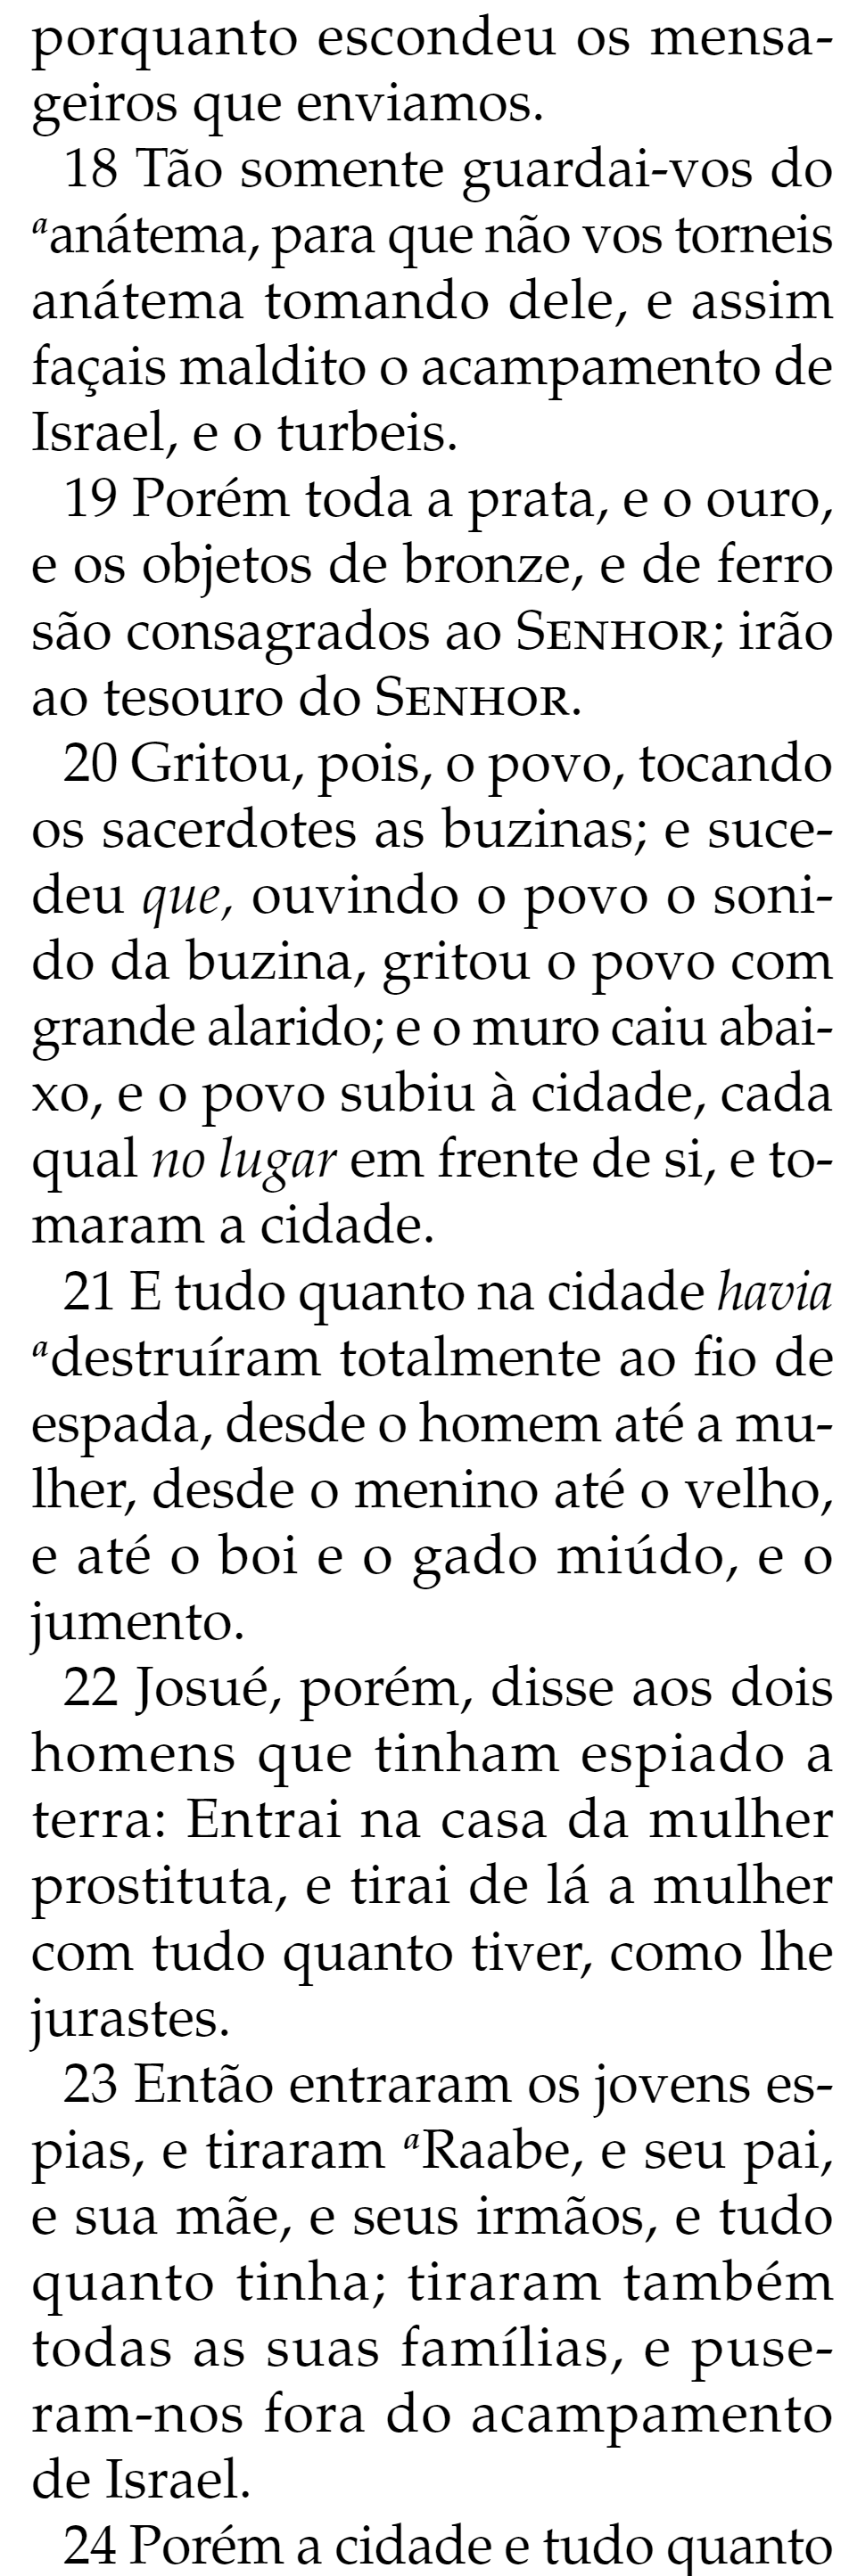 porquanto escondeu os mensa-
geiros que enviamos.
18 Tão somente guardai-vos do
ᵃanátema, para que não vos torneis
anátema tomando dele, e assim
façais maldito o acampamento de
Israel, e o turbeis.
19 Porém toda a prata, e o ouro,
e os objetos de bronze, e de ferro
são consagrados ao SENHOR; irão
ao tesouro do SENHOR.
20 Gritou, pois, o povo, tocando
os sacerdotes as buzinas; e suce-
deu que, ouvindo o povo o soni-
do da buzina, gritou o povo com
grande alarido; e o muro caiu abai-
xo, e o povo subiu à cidade, cada
qual no lugar em frente de si, e to-
maram a cidade.
21 E tudo quanto na cidade havia
ᵃdestruíram totalmente ao fio de
espada, desde o homem até a mu-
lher, desde o menino até o velho,
e até o boi e o gado miúdo, e o
jumento.
22 Josué, porém, disse aos dois
homens que tinham espiado a
terra: Entrai na casa da mulher
prostituta, e tirai de lá a mulher
com tudo quanto tiver, como lhe
jurastes.
23 Então entraram os jovens es-
pias, e tiraram ᵃRaabe, e seu pai,
e sua mãe, e seus irmãos, e tudo
quanto tinha; tiraram também
todas as suas famílias, e puse-
ram-nos fora do acampamento
de Israel.
24 Porém a cidade e tudo quanto